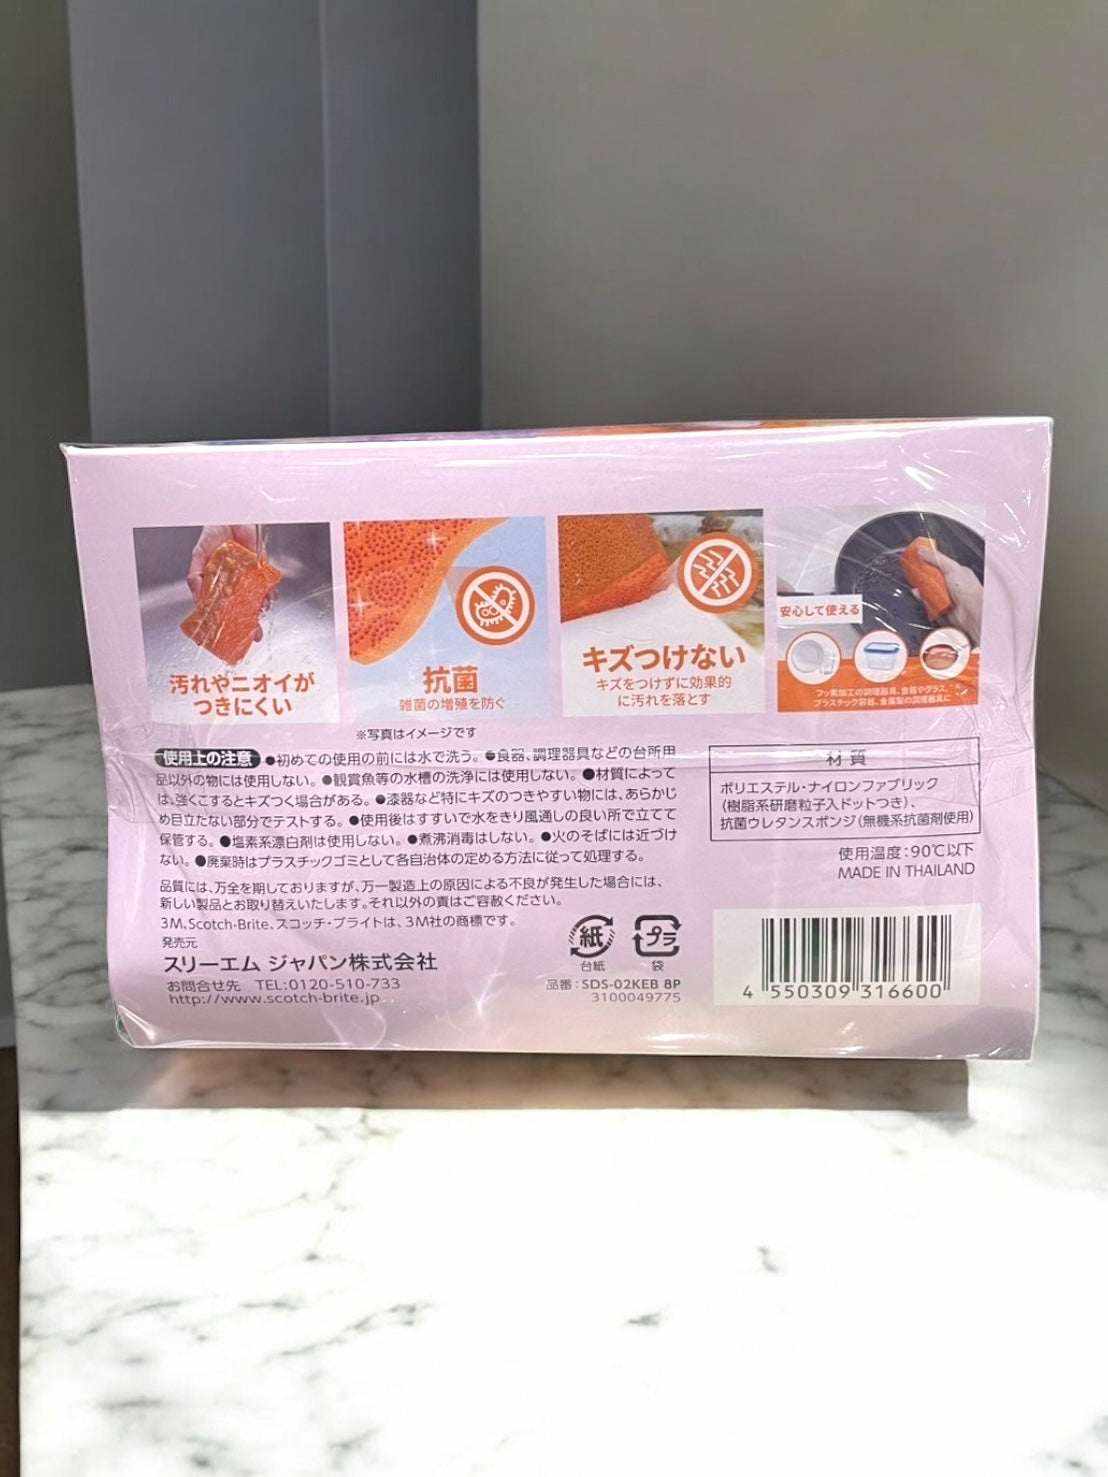 汚れやニオイが
つきにくい
抗菌
雑菌の増殖を防ぐ
キズつけない
キズをつけずに効果的
に汚れを落とす
安心して使える
フッ素加工の調理器具、食器やグラス、
プラスチック容器、金属製の調理器具に
※写真はイメージです
使用上の注意 ●初めての使用の前には水で洗う。●食器、調理器具などの台所用
品以外の物には使用しない。●観賞魚等の水槽の洗浄には使用しない。●材質によって
は、強くこするとキズつく場合がある。●漆器など特にキズのつきやすい物には、あらかじ
め目立たない部分でテストする。●使用後はすすいで水をきり風通しの良い所で立てて
保管する。●塩素系漂白剤は使用しない。●煮沸消毒はしない。●火のそばには近づけ
ない。●廃棄時はプラスチックゴミとして各自治体の定める方法に従って処理する。
品質には、万全を期しておりますが、万一製造上の原因による不良が発生した場合には、
新しい製品とお取り替えいたします。それ以外の責はご容赦ください。
3M、Scotch-Brite、スコッチ・ブライトは、3M社の商標です。
発売元
スリーエム ジャパン株式会社
お問合せ先 TEL:0120-510-733
http://www.scotch-brite.jp
材質
ポリエステル・ナイロンファブリック
(樹脂系研磨粒子入ドットつき)、
抗菌ウレタンスポンジ(無機系抗菌剤使用)
使用温度:90℃以下
MADE IN THAILAND
紙
台紙
プラ
袋
品番:SDS-02KEB 8P
3100049775
4 550309 316600